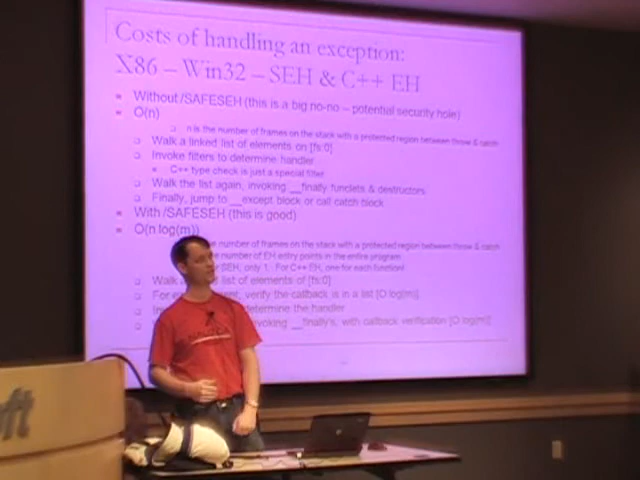 Costs of handling an exception:
X86 – Win32 – SEH & C++ EH
Without /SAFESEH (this is a big no-no – potential security hole)
O(n)
n is the number of frames on the stack with a protected region between throw & catch
Walk a linked list of elements on [fs:0]
Invoke filters to determine handler
C++ type check is just a special filter
Walk the list again, invoking __finally funclets & destructors
Finally, jump to __except block or call catch block
With /SAFESEH (this is good)
O(n log(m))
number of frames on the stack with a protected region between throw & catch
number of EH entry points in the entire program
SEH, only 1. For C++ EH, one for each function!
Walk a list of elements of [fs:0]
For verify the callback is in a list [O log(m)]
determine the handler
invoking __finally's, with callback verification [O log(m)]
ft